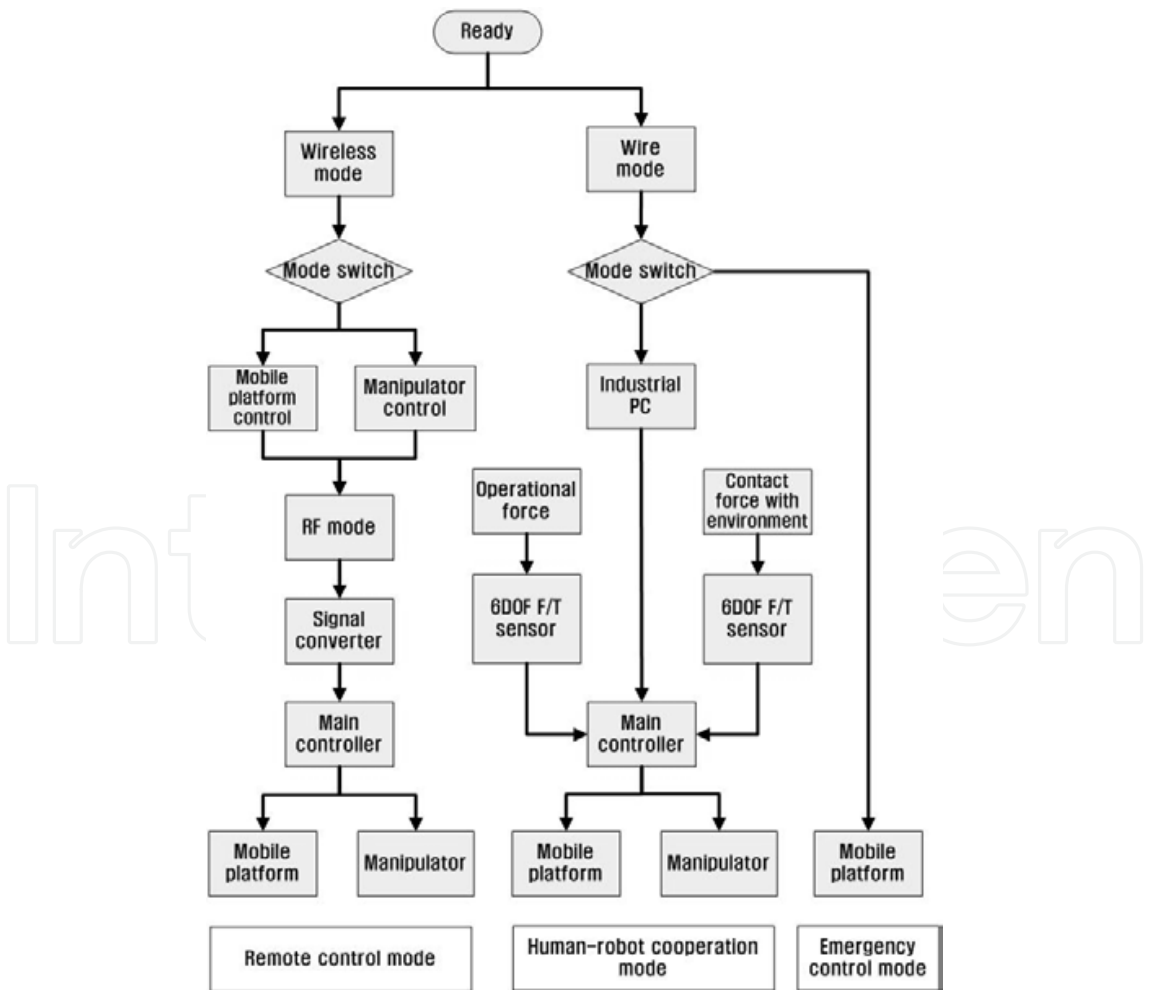 Ready
Wireless
mode
Wire
mode
Mode switch
Mode switch
Mobile
platform
control
Manipulator
control
Industrial
PC
Operational
force
Contact
force with
environment
RF mode
6DOF F/T
sensor
6DOF F/T
sensor
Signal
converter
Main
controller
Main
controller
Mobile
platform
Manipulator
Mobile
platform
Manipulator
Mobile
platform
Remote control mode
Human-robot cooperation
mode
Emergency
control mode